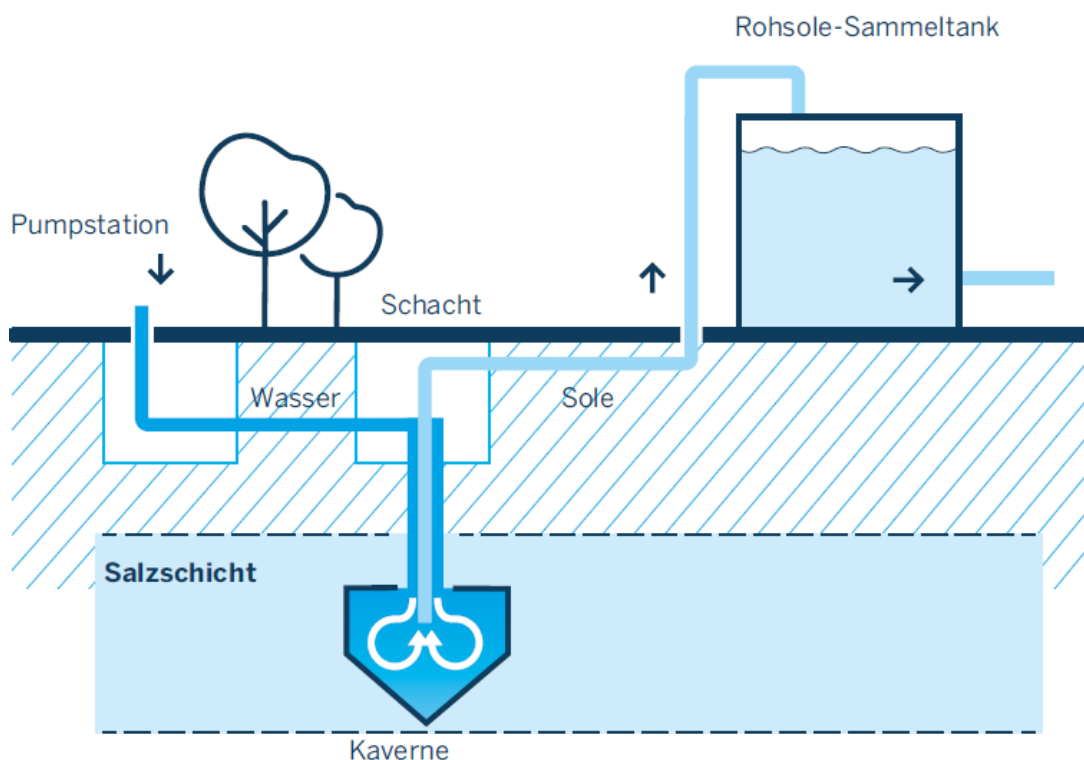 Rohsole-Sammeltank
Pumpstation
Schacht
Wasser
Sole
Salzschicht
Kaverne